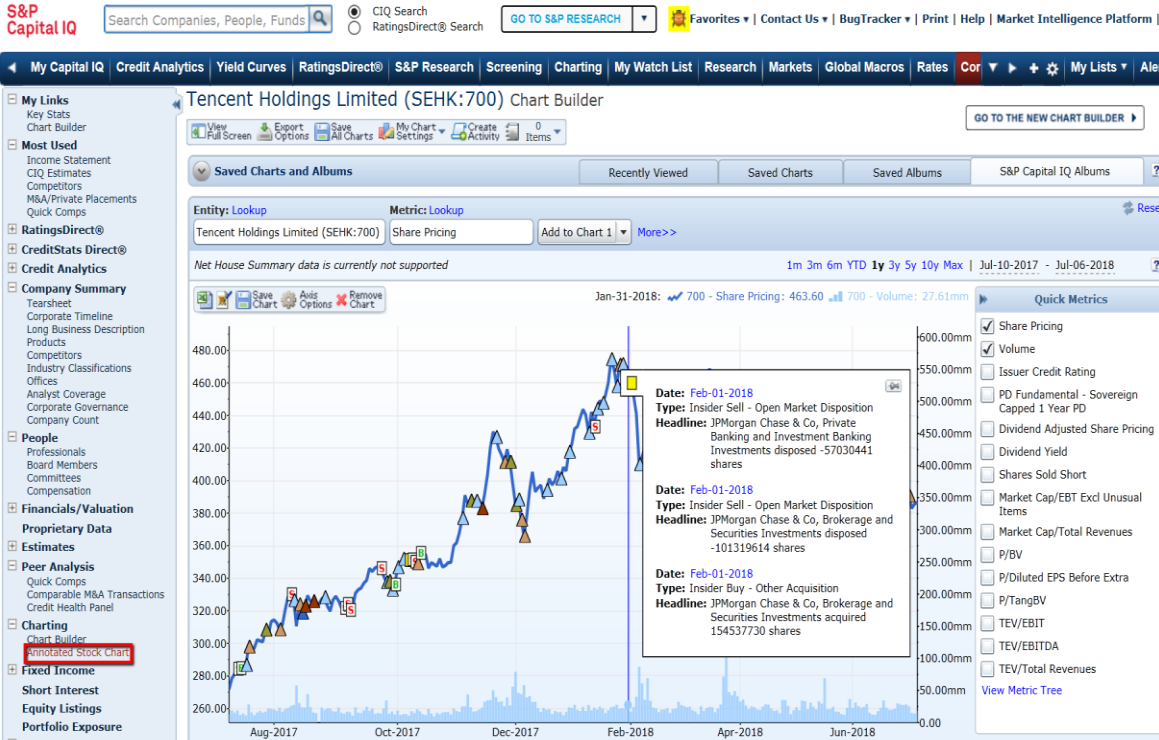 S&P
Capital IQ
Search Companies, People, Funds
CIQ Search
RatingsDirect® Search
GO TO S&P RESEARCH
Favorites | Contact Us | BugTracker | Print | Help | Market Intelligence Platform |
My Capital IQ
Credit Analytics
Yield Curves
RatingsDirect®
S&P Research
Screening
Charting
My Watch List
Research
Markets
Global Macros
Rates
Cor
My Lists
Ale
My Links
Key Stats
Chart Builder
Most Used
Income Statement
CIQ Estimates
Competitors
M&A/Private Placements
Quick Comps
RatingsDirect®
CreditStats Direct®
Credit Analytics
Company Summary
Tearsheet
Corporate Timeline
Long Business Description
Products
Competitors
Industry Classifications
Offices
Analyst Coverage
Corporate Governance
Company Count
People
Professionals
Board Members
Committees
Compensation
Financials/Valuation
Proprietary Data
Estimates
Peer Analysis
Quick Comps
Comparable M&A Transactions
Credit Health Panel
Charting
Chart Builder
Annotated Stock Chart
Fixed Income
Short Interest
Equity Listings
Portfolio Exposure
Tencent Holdings Limited (SEHK:700) Chart Builder
GO TO THE NEW CHART BUILDER
View Full Screen
Export Options
Save All Charts
My Chart Settings
Create Activity
0 Items
Saved Charts and Albums
Recently Viewed
Saved Charts
Saved Albums
S&P Capital IQ Albums
?
Entity: Lookup
Metric: Lookup
Rese
Tencent Holdings Limited (SEHK:700)
Share Pricing
Add to Chart 1
More>>
Net House Summary data is currently not supported
1m 3m 6m YTD 1y 3y 5y 10y Max | Jul-10-2017 - Jul-06-2018
?
Save Chart
Axis Options
Remove Chart
Jan-31-2018: 700 - Share Pricing: 463.60 700 - Volume: 27.61mm
480.00
460.00
440.00
420.00
400.00
380.00
360.00
340.00
320.00
300.00
280.00
260.00
S
S
S
S
S
S
B
B
B
Date: Feb-01-2018
Type: Insider Sell - Open Market Disposition
Headline: JPMorgan Chase & Co, Private
Banking and Investment Banking
Investments disposed -57030441
shares
Date: Feb-01-2018
Type: Insider Sell - Open Market Disposition
Headline: JPMorgan Chase & Co, Brokerage and
Securities Investments disposed
-101319614 shares
Date: Feb-01-2018
Type: Insider Buy - Other Acquisition
Headline: JPMorgan Chase & Co, Brokerage and
Securities Investments acquired
154537730 shares
600.00mm
550.00mm
500.00mm
450.00mm
400.00mm
350.00mm
300.00mm
250.00mm
200.00mm
150.00mm
100.00mm
50.00mm
0.00
Aug-2017
Oct-2017
Dec-2017
Feb-2018
Apr-2018
Jun-2018
Quick Metrics
Share Pricing
Volume
Issuer Credit Rating
PD Fundamental - Sovereign
Capped 1 Year PD
Dividend Adjusted Share Pricing
Dividend Yield
Shares Sold Short
Market Cap/EBT Excl Unusual
Items
Market Cap/Total Revenues
P/BV
P/Diluted EPS Before Extra
P/TangBV
TEV/EBIT
TEV/EBITDA
TEV/Total Revenues
View Metric Tree